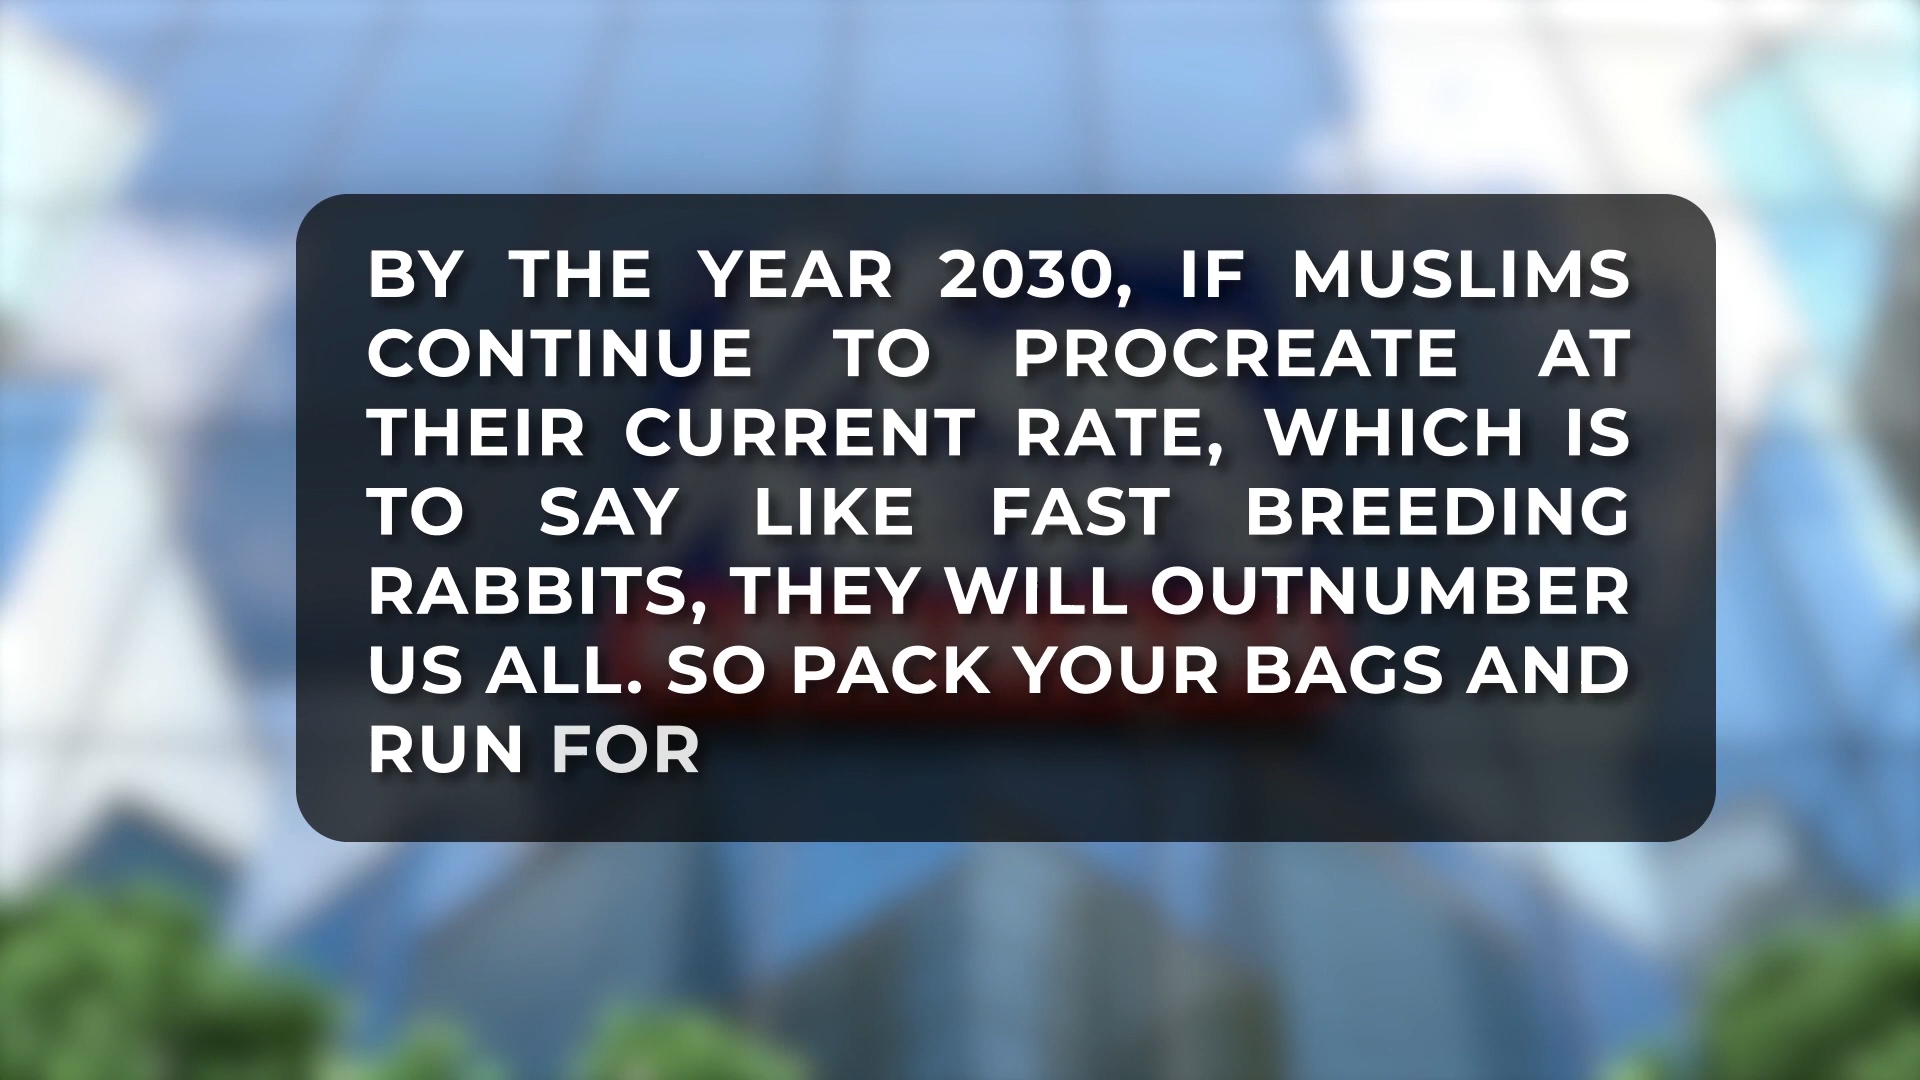 BY THE YEAR 2030, IF MUSLIMS
CONTINUE TO PROCREATE AT
THEIR CURRENT RATE, WHICH IS
TO SAY LIKE FAST BREEDING
RABBITS, THEY WILL OUTNUMBER
US ALL. SO PACK YOUR BAGS AND
RUN FOR